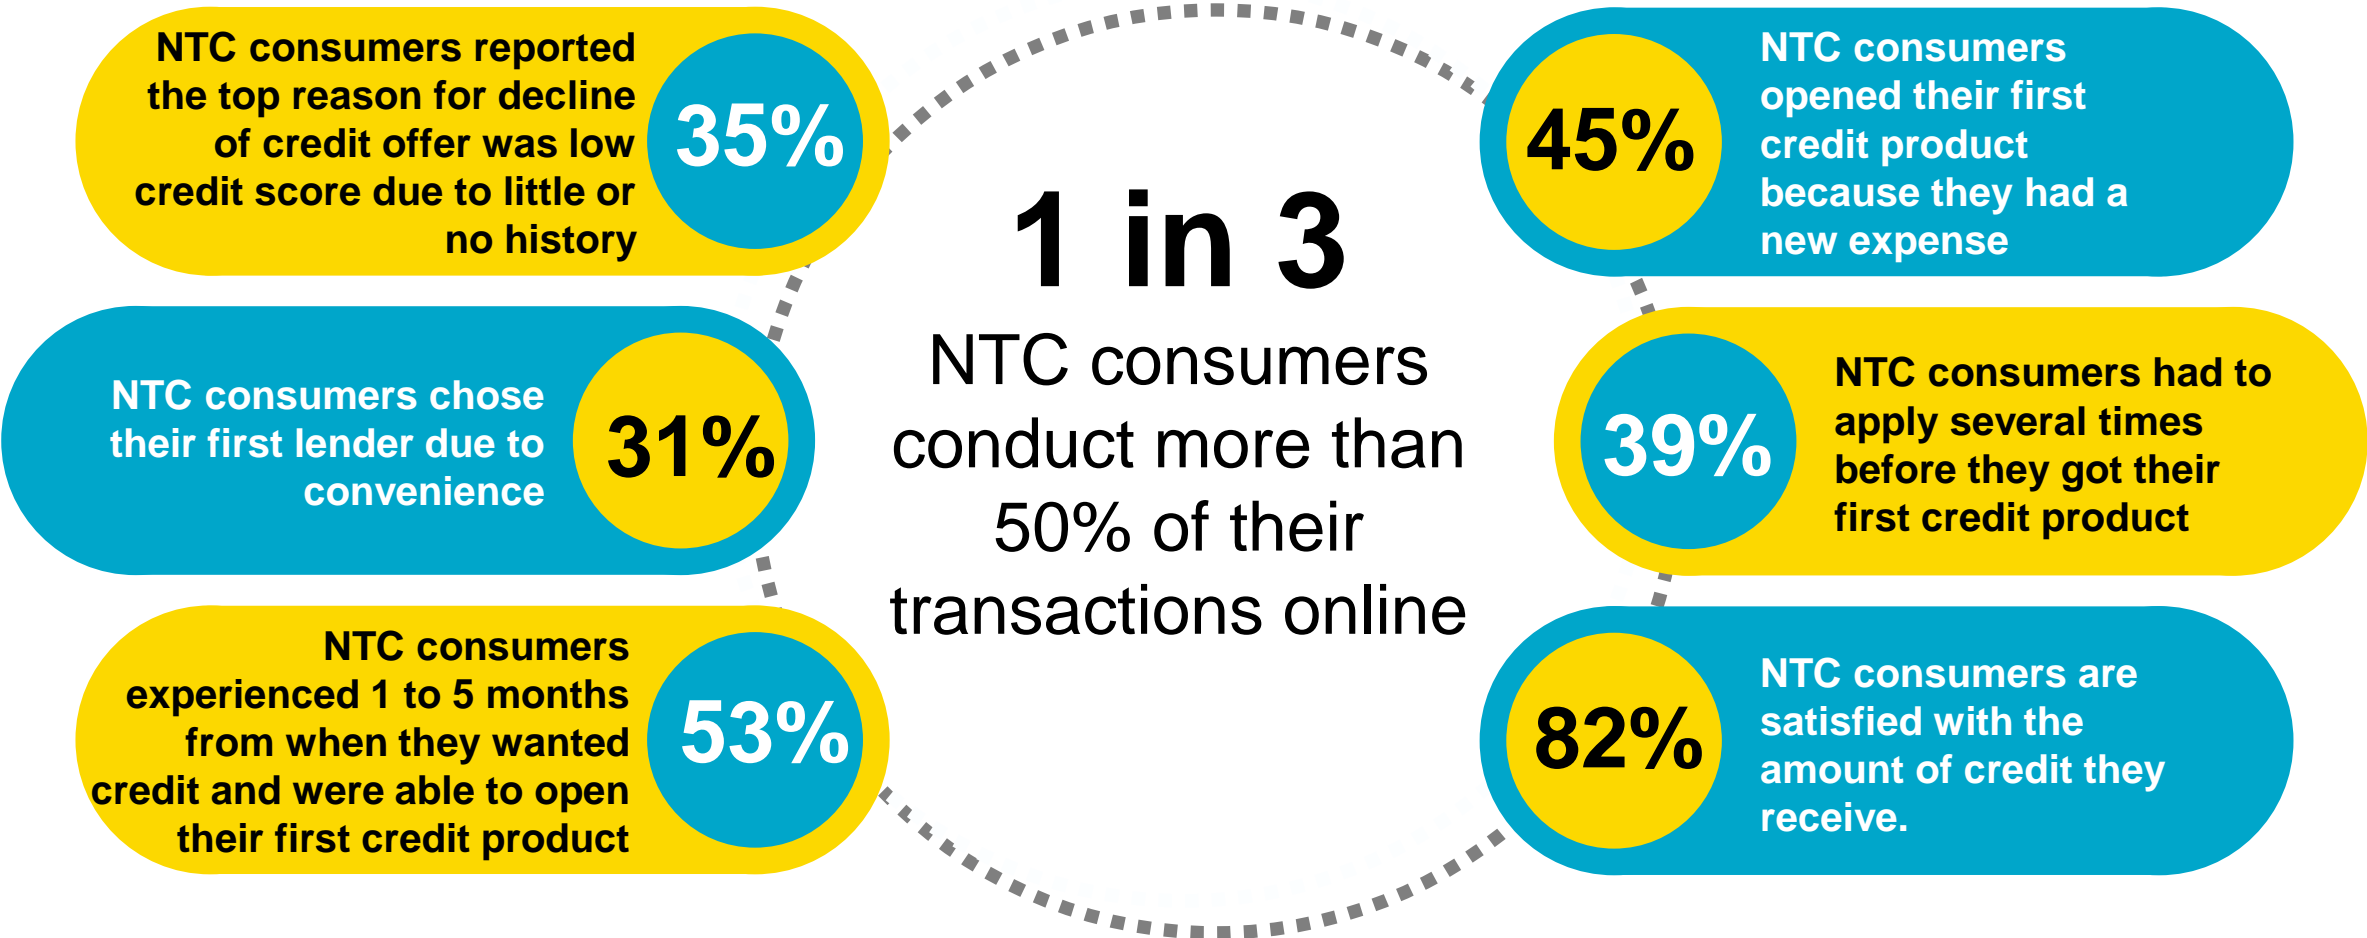 NTC consumers reported
the top reason for decline
of credit offer was low
credit score due to little or
no history
35%
NTC consumers chose
their first lender due to
convenience
31%
NTC consumers
experienced 1 to 5 months
from when they wanted
credit and were able to open
their first credit product
53%
1 in 3
NTC consumers
conduct more than
50% of their
transactions online
45%
NTC consumers
opened their first
credit product
because they had a
new expense
39%
NTC consumers had to
apply several times
before they got their
first credit product
82%
NTC consumers are
satisfied with the
amount of credit they
receive.